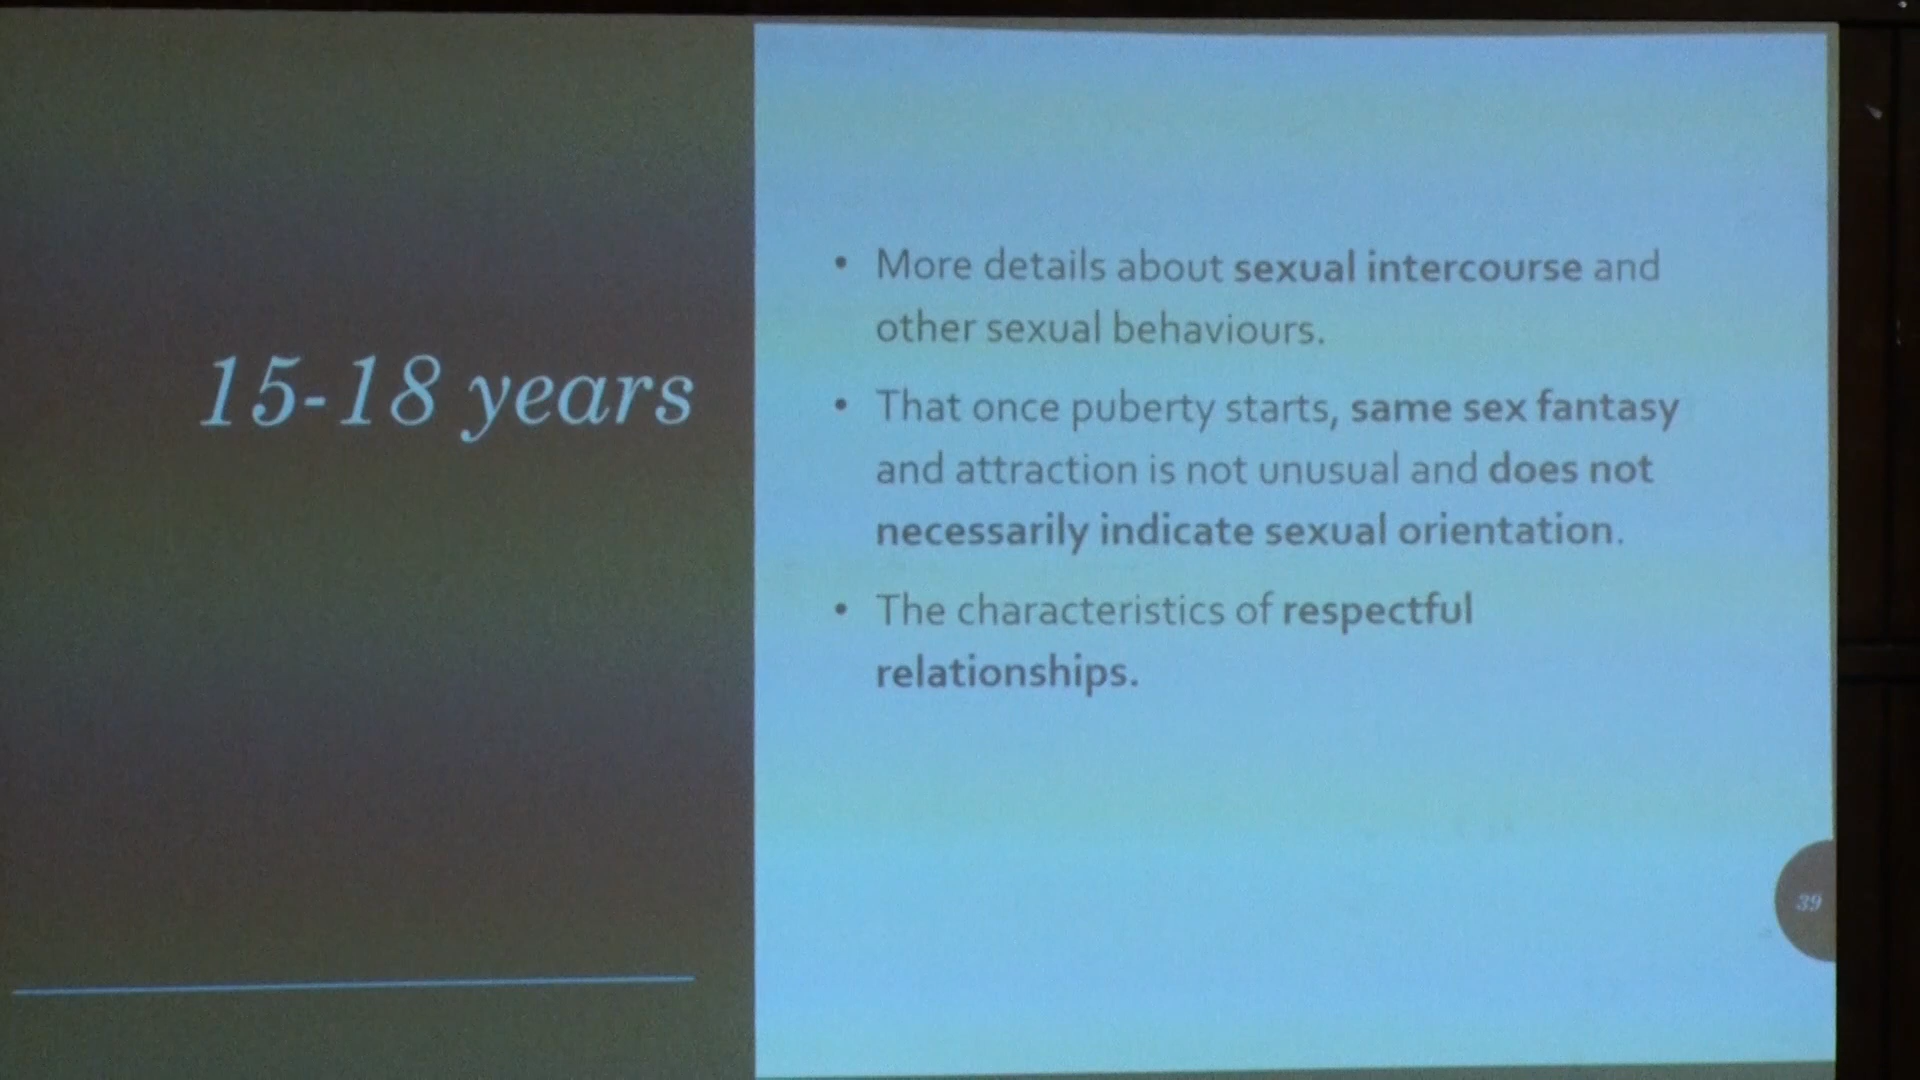 15-18 years
• More details about sexual intercourse and
other sexual behaviours.
• That once puberty starts, same sex fantasy
and attraction is not unusual and does not
necessarily indicate sexual orientation.
• The characteristics of respectful
relationships.
39